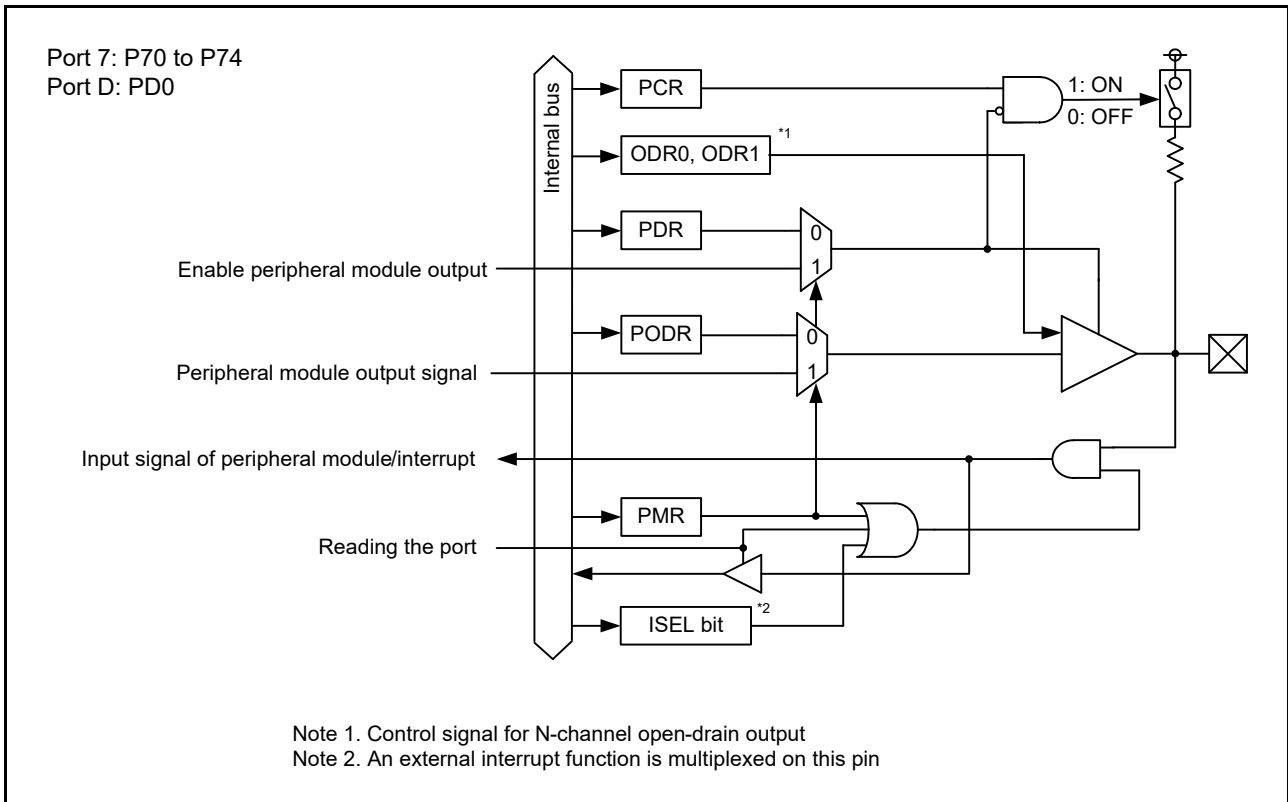 Port 7: P70 to P74
Port D: PD0
Internal bus
PCR
1: ON
0: OFF
ODR0, ODR1 *1
PDR
0
1
Enable peripheral module output
PODR
0
1
Peripheral module output signal
Input signal of peripheral module/interrupt
PMR
Reading the port
ISEL bit *2
Note 1. Control signal for N-channel open-drain output
Note 2. An external interrupt function is multiplexed on this pin